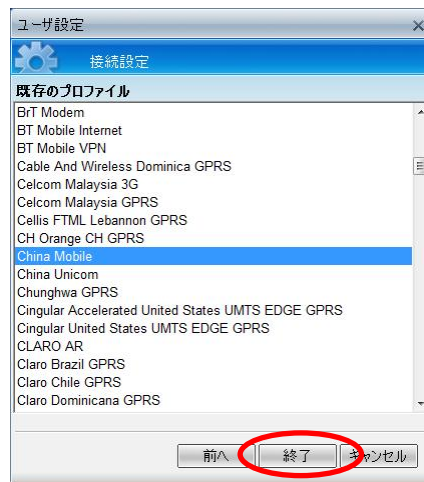 ユーザ設定
接続設定
既存のプロファイル
BrT Modem
BT Mobile Internet
BT Mobile VPN
Cable And Wireless Dominica GPRS
Celcom Malaysia 3G
Celcom Malaysia GPRS
Cellis FTML Lebannon GPRS
CH Orange CH GPRS
China Mobile
China Unicom
Chunghwa GPRS
Cingular Accelerated United States UMTS EDGE GPRS
Cingular United States UMTS EDGE GPRS
CLARO AR
Claro Brazil GPRS
Claro Chile GPRS
Claro Dominicana GPRS
前へ 終了 キャンセル